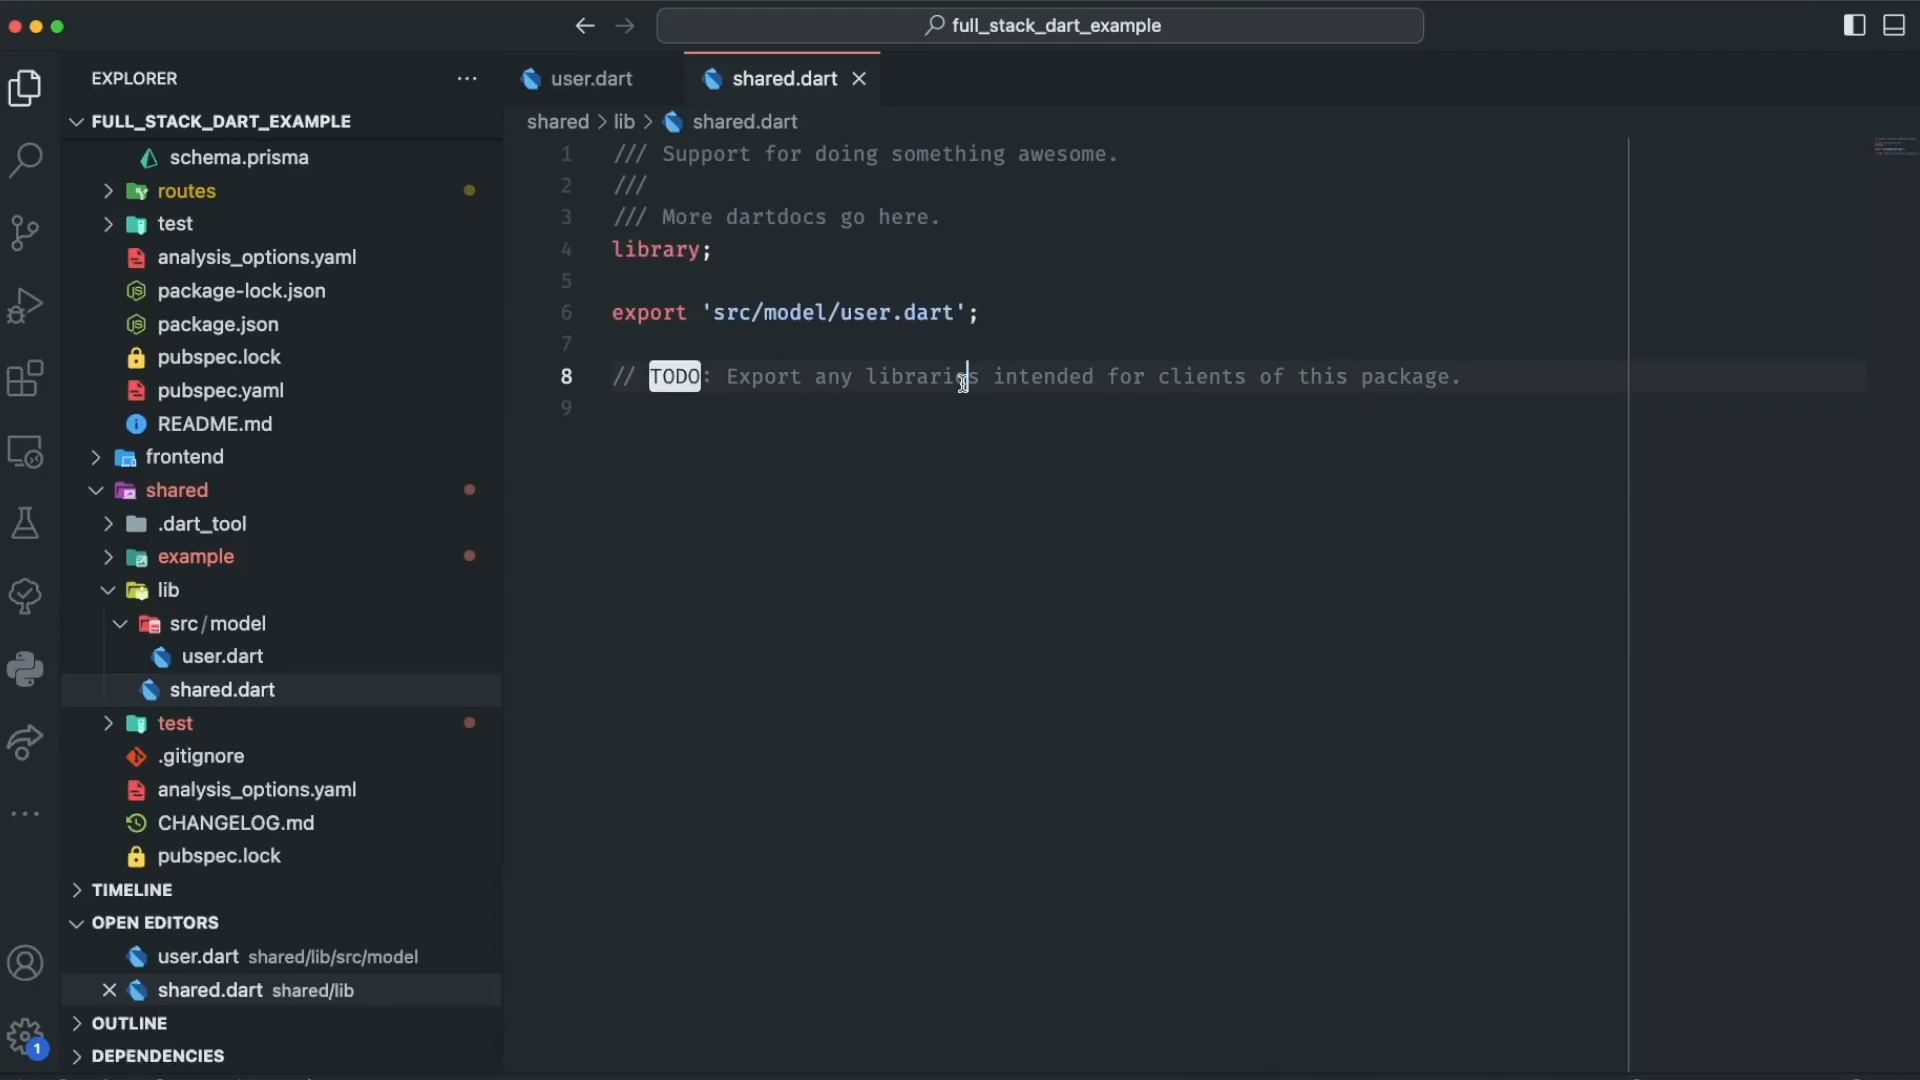 full_stack_dart_example
EXPLORER
FULL_STACK_DART_EXAMPLE
schema.prisma
routes
test
analysis_options.yaml
package-lock.json
package.json
pubspec.lock
pubspec.yaml
README.md
frontend
shared
.dart_tool
example
lib
src/model
user.dart
shared.dart
test
.gitignore
analysis_options.yaml
CHANGELOG.md
pubspec.lock
TIMELINE
OPEN EDITORS
user.dart shared/lib/src/model
shared.dart shared/lib
OUTLINE
DEPENDENCIES
1
user.dart
shared.dart
shared > lib > shared.dart
1 /// Support for doing something awesome.
2 ///
3 /// More dartdocs go here.
4 library;
5
6 export 'src/model/user.dart';
7
8 // TODO: Export any libraries intended for clients of this package.
9